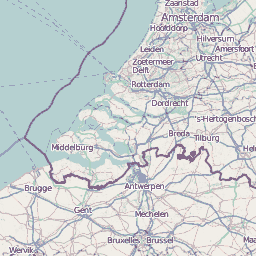 Zaanstad
Amsterdam
Hoofddorp
Hilversum
Leiden
Amersfoort
Zoetermeer
Utrecht
Delft
Rotterdam
Dordrecht
's-Hertogenbosch
Breda
Tilburg
Middelburg
Brugge
Antwerpen
Gent
Mechelen
Bruxelles - Brussel
Wervik